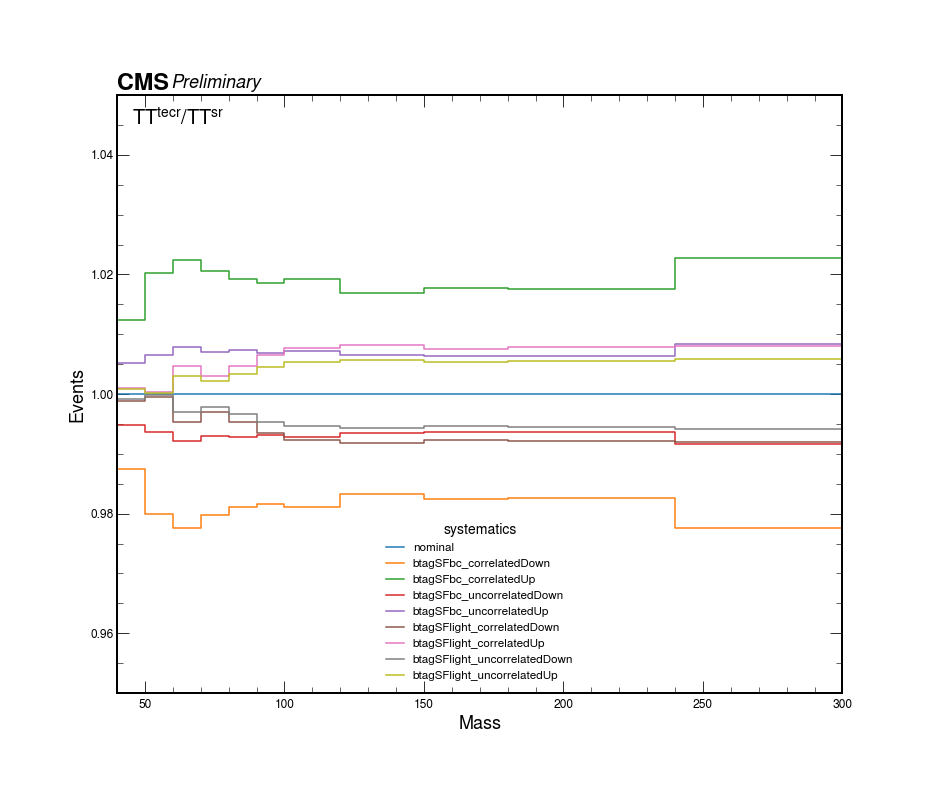 CMS Preliminary
TTtecr/TTsr
1.04
1.02
1.00
0.98
0.96
Events
systematics
nominal
btagSFbc_correlatedDown
btagSFbc_correlatedUp
btagSFbc_uncorrelatedDown
btagSFbc_uncorrelatedUp
btagSFlight_correlatedDown
btagSFlight_correlatedUp
btagSFlight_uncorrelatedDown
btagSFlight_uncorrelatedUp
50 100 150 200 250 300
Mass